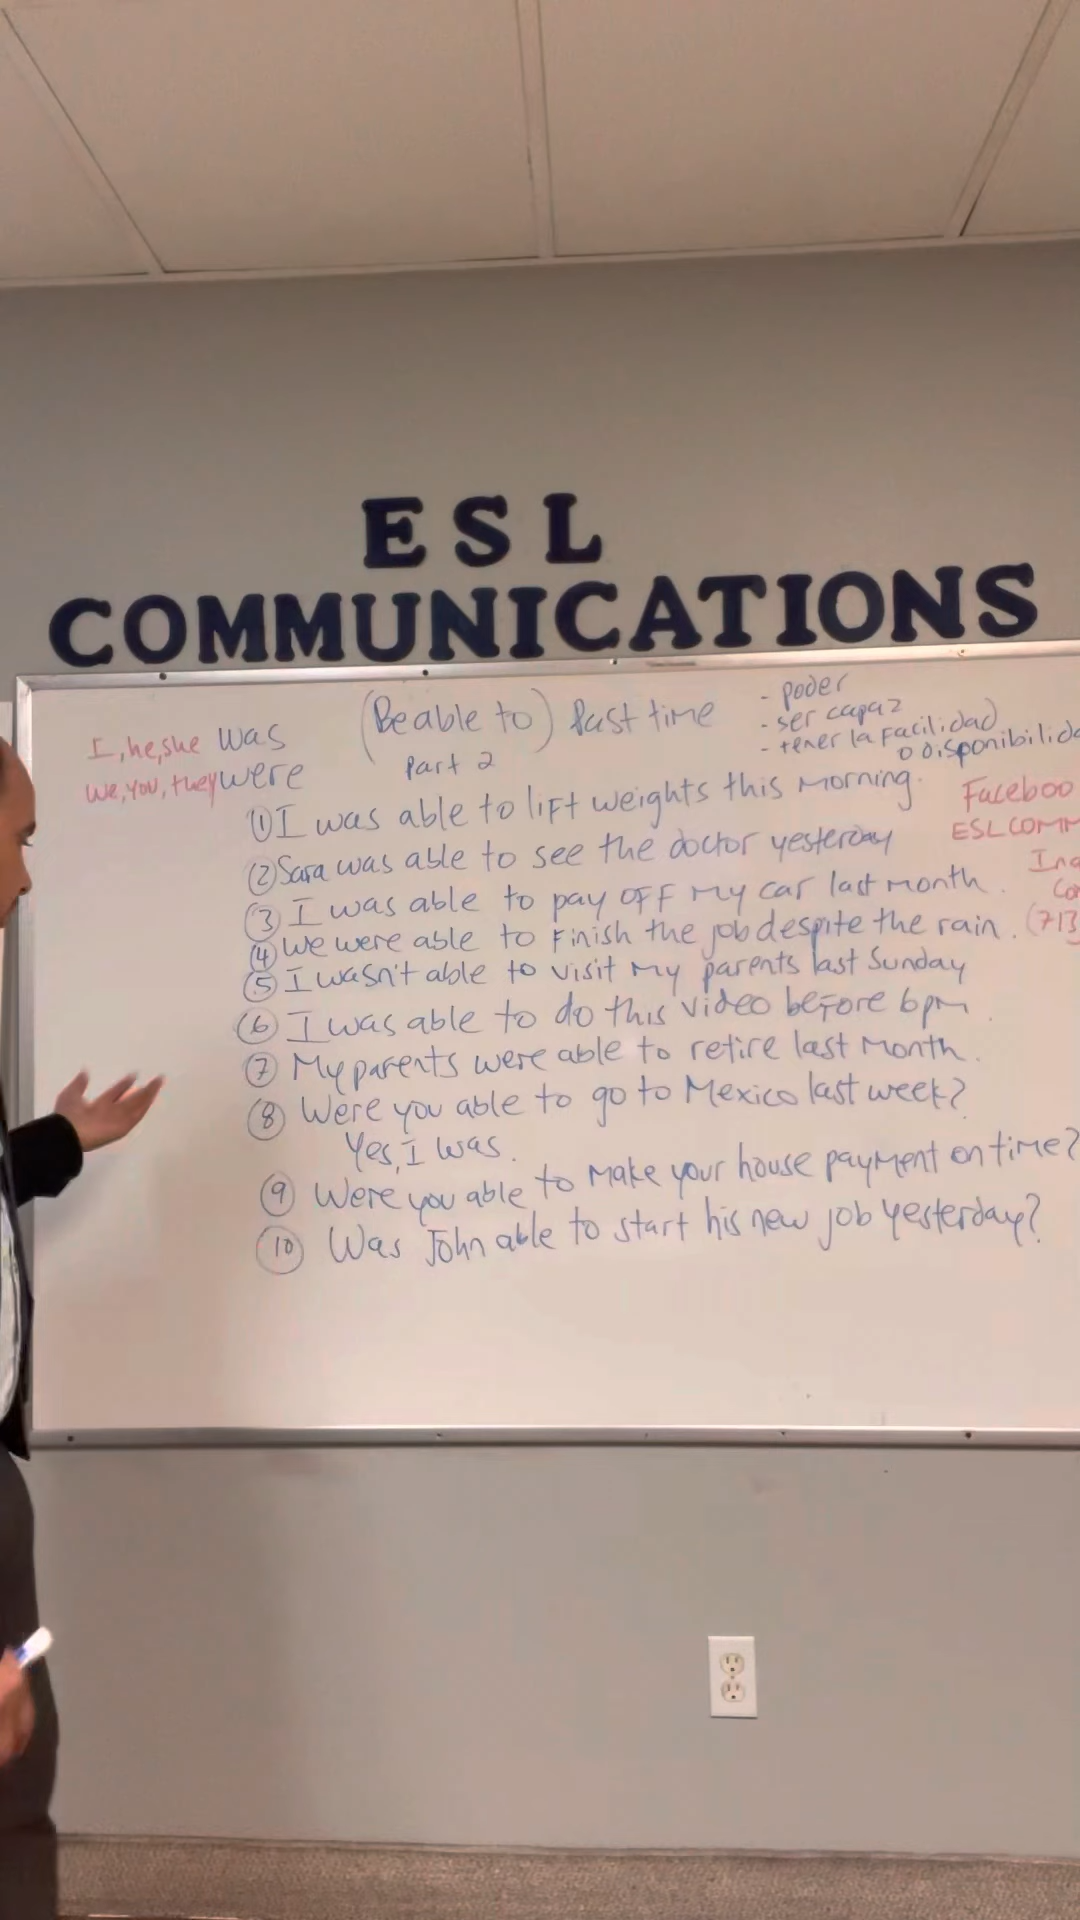 ESL
COMMUNICATIONS
(Be able to) Past time
Part 2
- poder
- ser capaz
- tener la facilidad
o disponibilida
I, he, she was
We, you, they were
① I was able to lift weights this morning.
② Sara was able to see the doctor yesterday
③ I was able to pay off my car last month.
④ We were able to finish the job despite the rain.
⑤ I wasn't able to visit my parents last Sunday
⑥ I was able to do this video before 6pm.
⑦ My parents were able to retire last month.
⑧ Were you able to go to Mexico last week?
Yes, I was.
⑨ Were you able to make your house payment on time?
⑩ Was John able to start his new job yesterday?
Faceboo
ESL COMM
(713